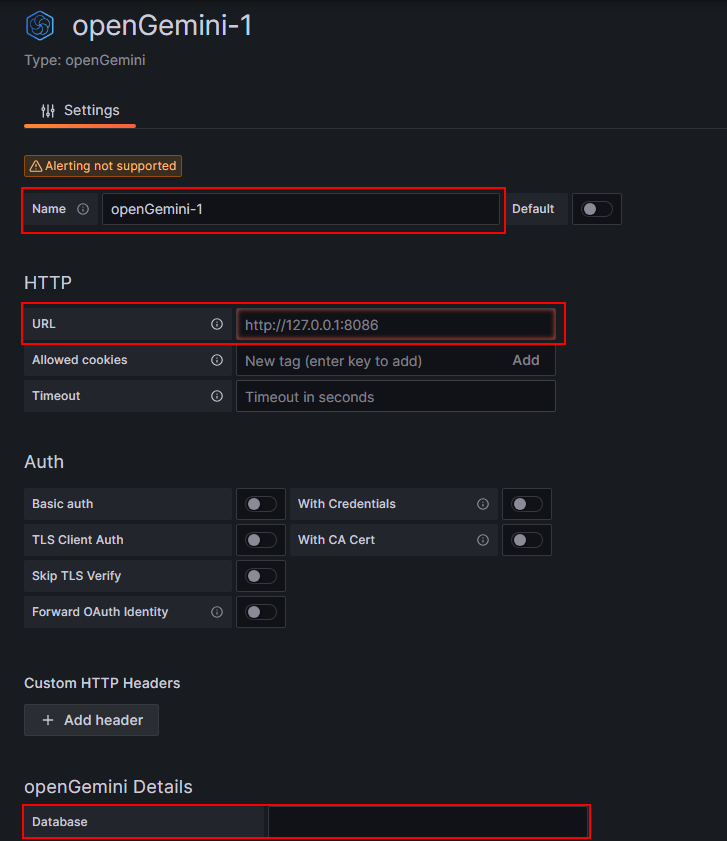 openGemini-1
Type: openGemini
Settings
Alerting not supported
Name openGemini-1 Default
HTTP
URL http://127.0.0.1:8086
Allowed cookies New tag (enter key to add) Add
Timeout Timeout in seconds
Auth
Basic auth With Credentials
TLS Client Auth With CA Cert
Skip TLS Verify
Forward OAuth Identity
Custom HTTP Headers
+ Add header
openGemini Details
Database